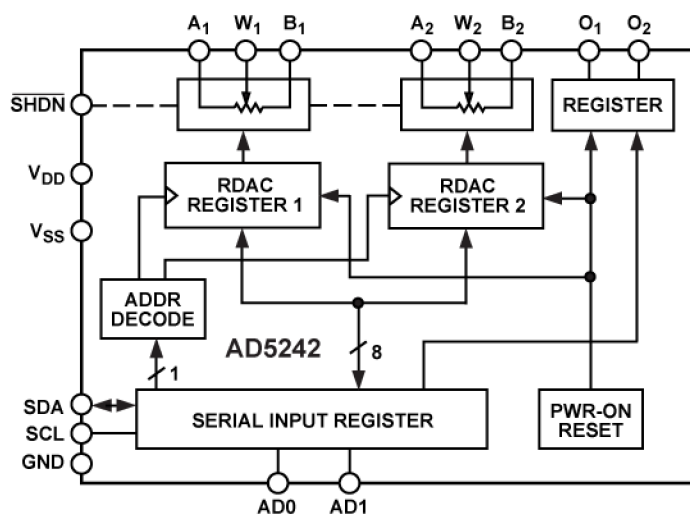 A1 W1 B1 A2 W2 B2 O1 O2
SHDN
REGISTER
VDD
RDAC
REGISTER 1
RDAC
REGISTER 2
VSS
ADDR
DECODE
AD5242
8
1
SDA
SCL
GND
SERIAL INPUT REGISTER
PWR-ON
RESET
AD0 AD1